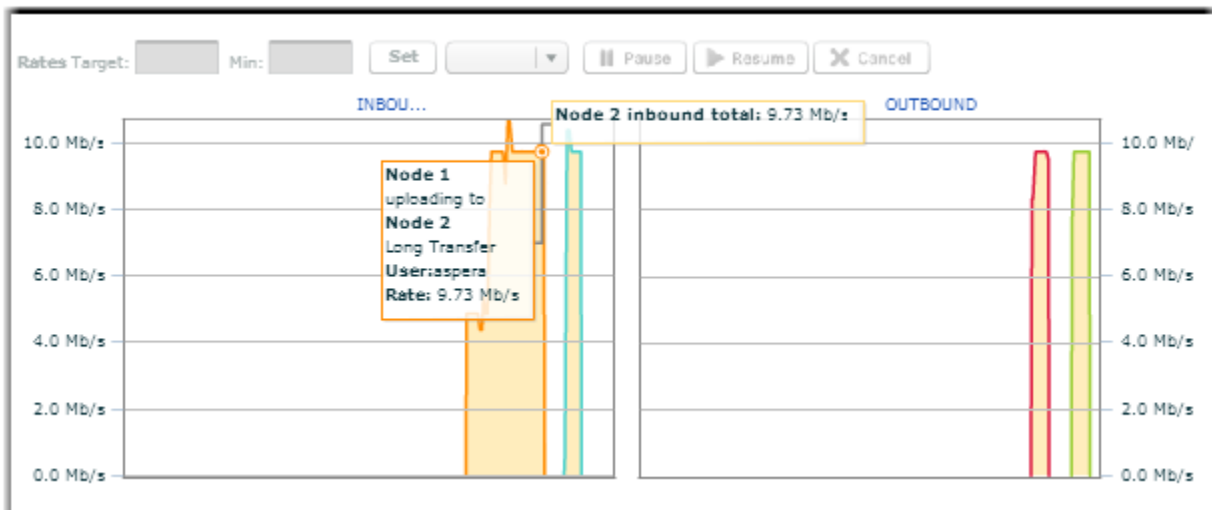 Rates Target: Min: Set Pause Resume Cancel
INBOU...
OUTBOUND
Node 2 inbound total: 9.73 Mb/s
10.0 Mb/s
8.0 Mb/s
6.0 Mb/s
4.0 Mb/s
2.0 Mb/s
0.0 Mb/s
Node 1
uploading to
Node 2
Long Transfer
User:aspera
Rate: 9.73 Mb/s
10.0 Mb/
8.0 Mb/s
6.0 Mb/s
4.0 Mb/s
2.0 Mb/s
0.0 Mb/s